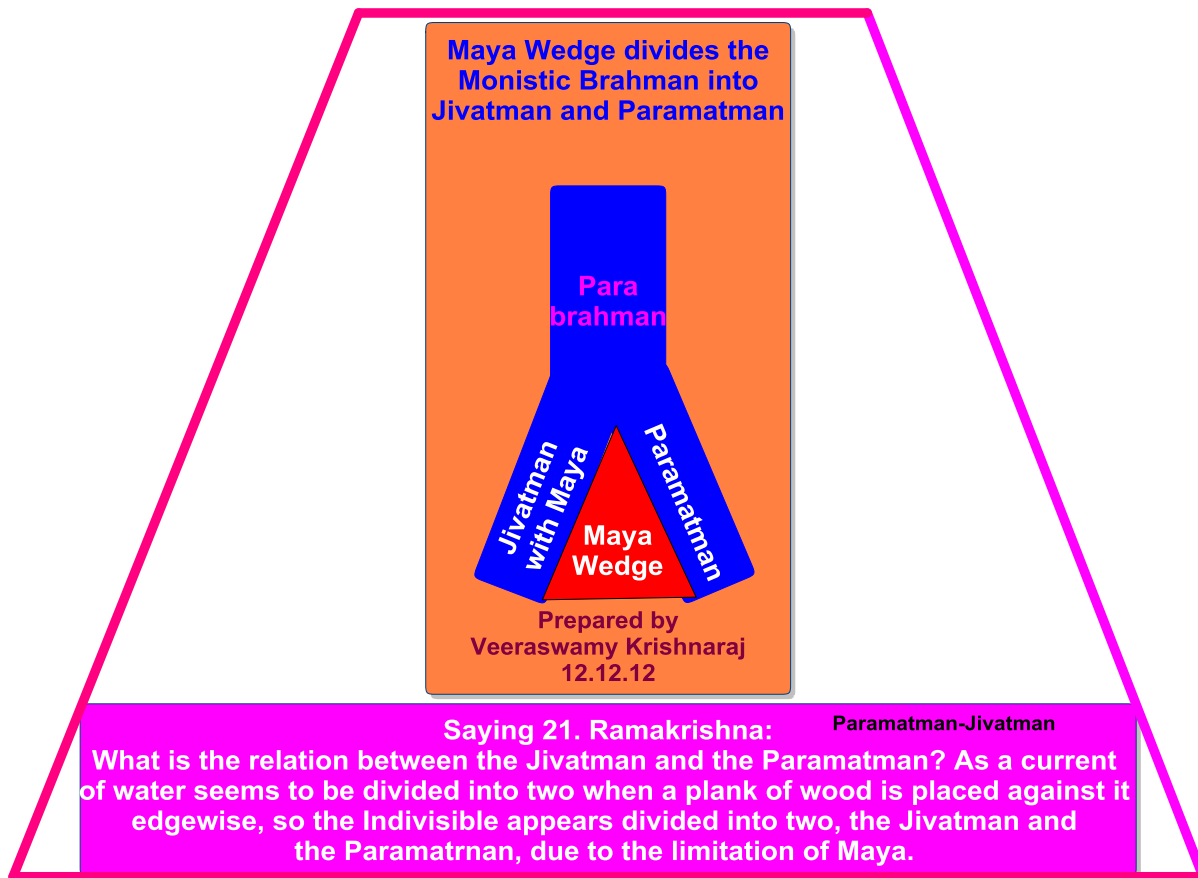 Maya Wedge divides the
Monistic Brahman into
Jivatman and Paramatman
Para
brahman
Jivatman
with Maya
Paramatman
Maya
Wedge
Prepared by
Veeraswamy Krishnaraj
12.12.12
Saying 21. Ramakrishna:
Paramatman-Jivatman
What is the relation between the Jivatman and the Paramatman? As a current
of water seems to be divided into two when a plank of wood is placed against it
edgewise, so the Indivisible appears divided into two, the Jivatman and
the Paramatrnan, due to the limitation of Maya.